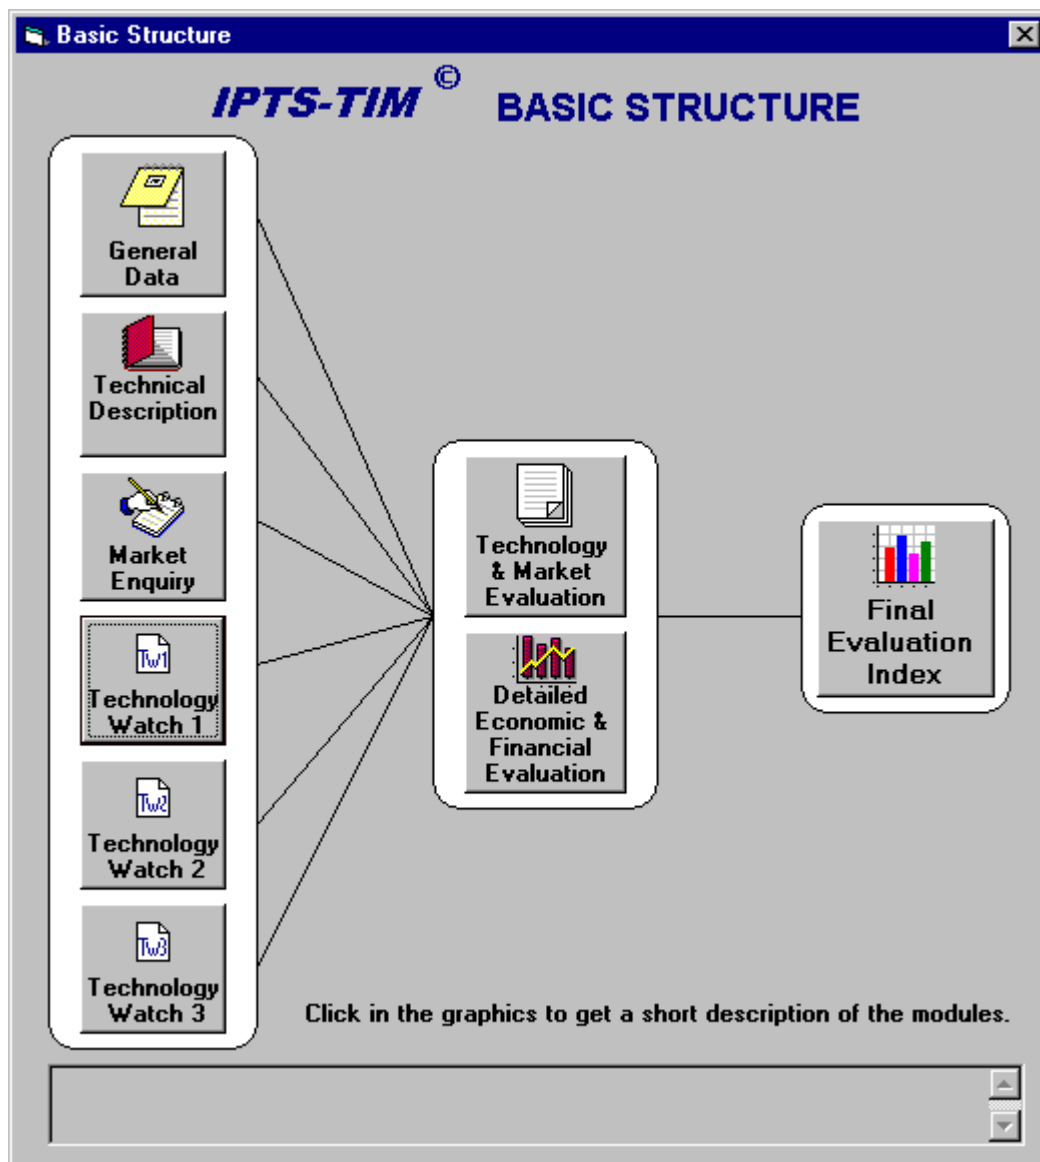 Basic Structure
IPTS-TIM © BASIC STRUCTURE
General
Data
Technical
Description
Market
Enquiry
Tw1
Technology
Watch 1
Tw2
Technology
Watch 2
Tw3
Technology
Watch 3
Technology
& Market
Evaluation
Detailed
Economic &
Financial
Evaluation
Final
Evaluation
Index
Click in the graphics to get a short description of the modules.